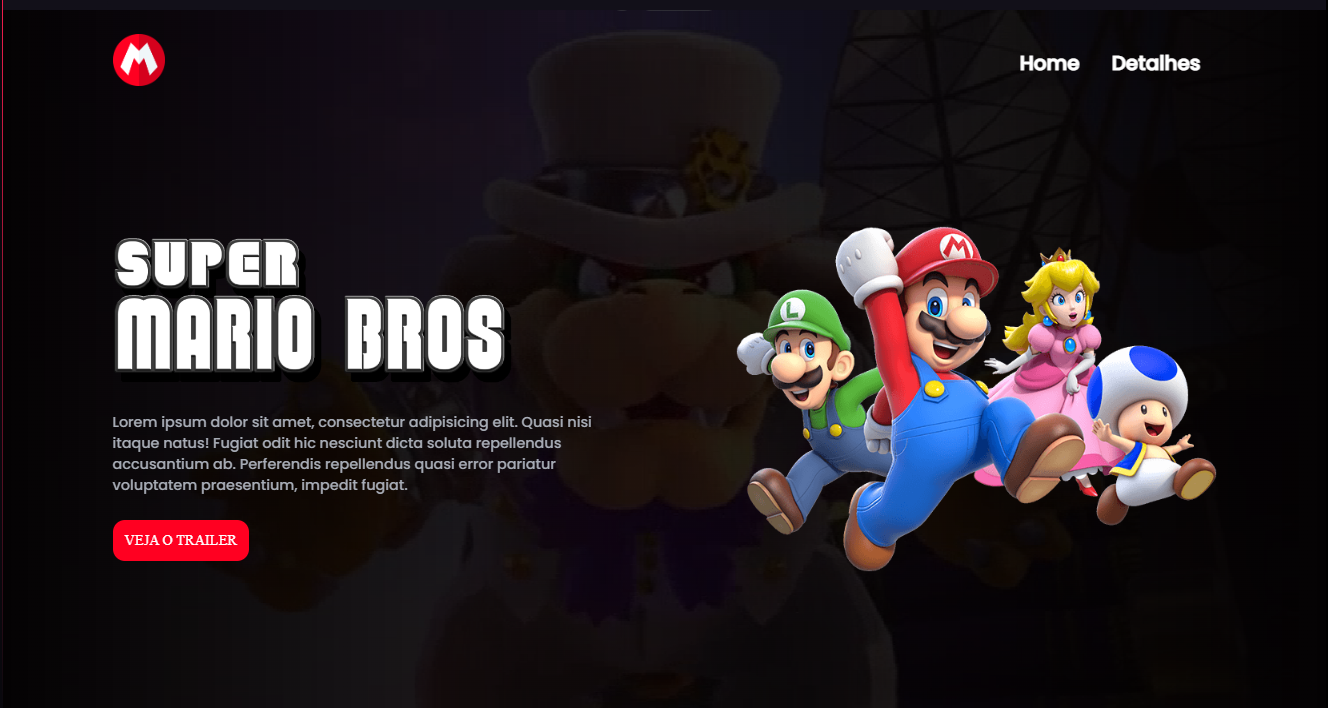 M
Home Detalhes
SUPER
MARIO BROS
L
M
Lorem ipsum dolor sit amet, consectetur adipisicing elit. Quasi nisi
itaque natus! Fugiat odit hic nesciunt dicta soluta repellendus
accusantium ab. Perferendis repellendus quasi error pariatur
voluptatem praesentium, impedit fugiat.
VEJA O TRAILER